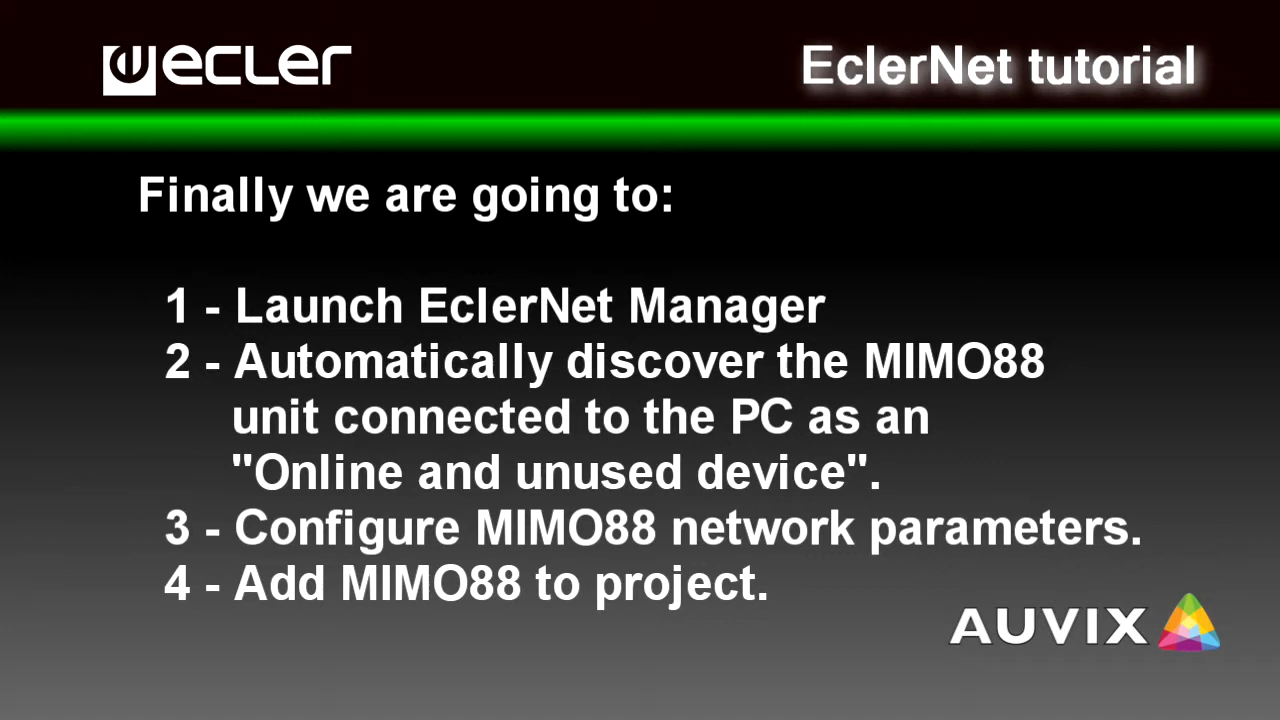 ecler
EclerNet tutorial
Finally we are going to:
1 - Launch EclerNet Manager
2 - Automatically discover the MIMO88
unit connected to the PC as an
"Online and unused device".
3 - Configure MIMO88 network parameters.
4 - Add MIMO88 to project.
AUVIX